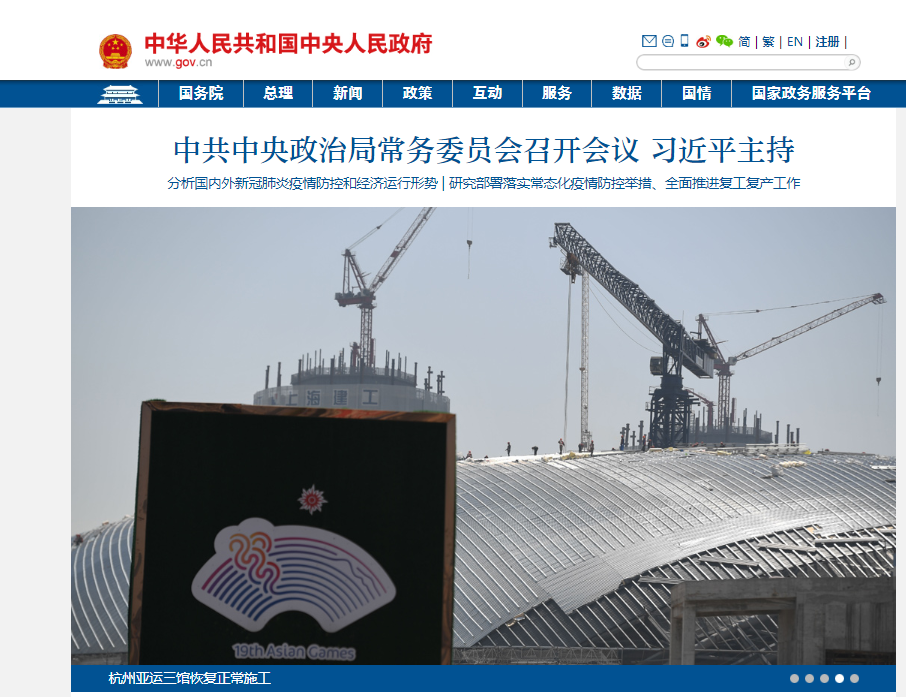 中华人民共和国中央人民政府
www.gov.cn
简 | 繁 | EN | 注册 |
国务院 总理 新闻 政策 互动 服务 数据 国情 国家政务服务平台
中共中央政治局常务委员会召开会议 习近平主持
分析国内外新冠肺炎疫情防控和经济运行形势 | 研究部署落实常态化疫情防控举措、全面推进复工复产工作
上海建工
19th Asian Games
杭州亚运三馆恢复正常施工